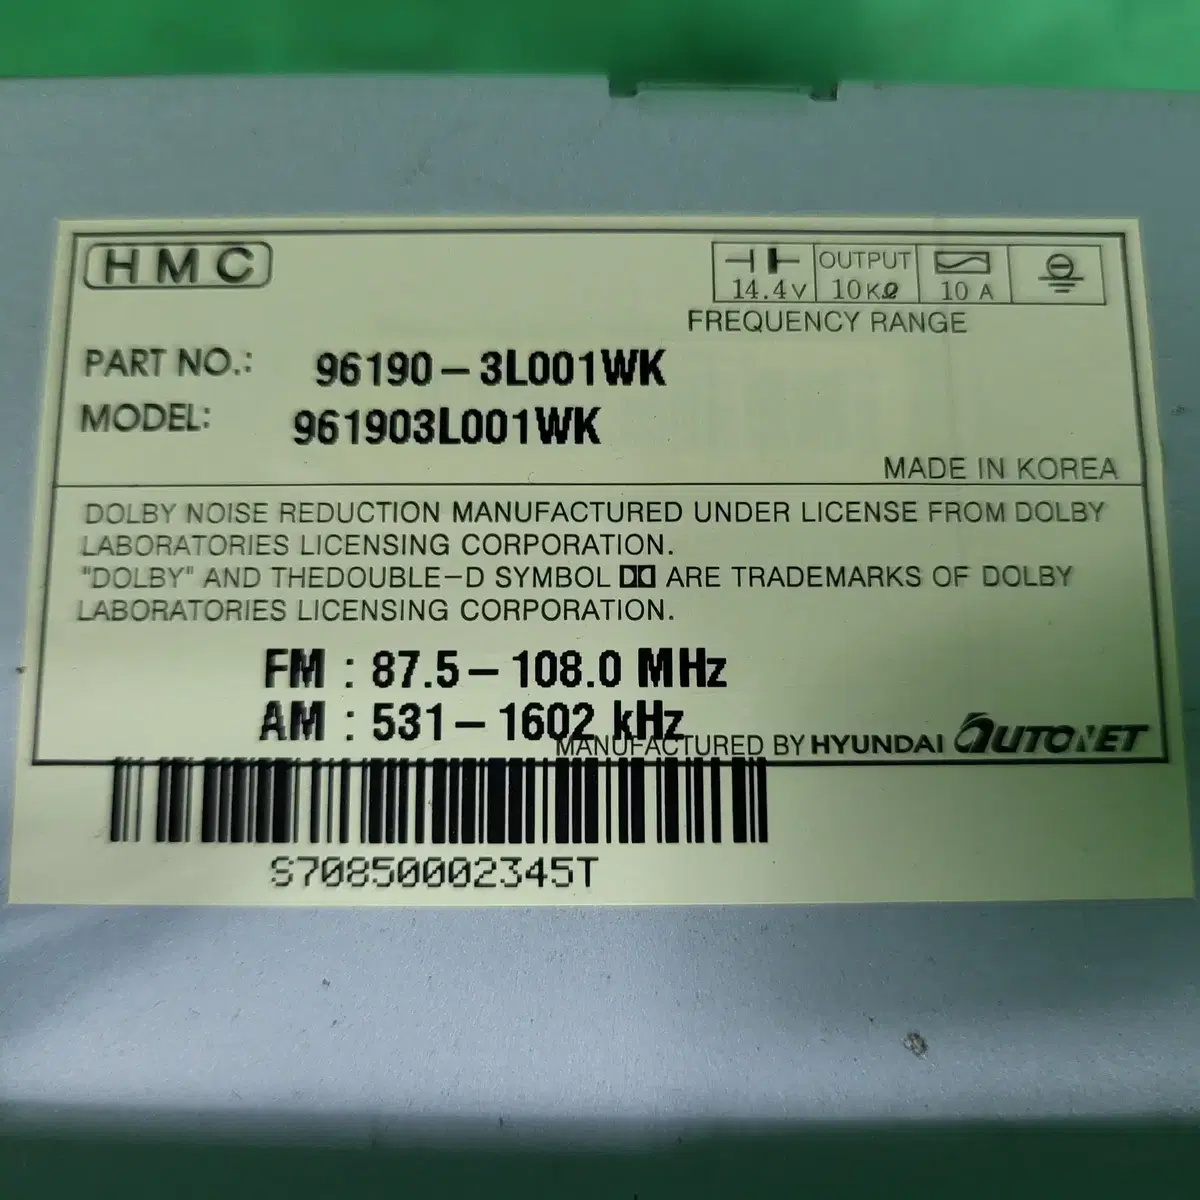 HMC
14.4V OUTPUT 10KΩ 10 A
FREQUENCY RANGE
PART NO.: 96190-3L001WK
MODEL: 961903L001WK
MADE IN KOREA
DOLBY NOISE REDUCTION MANUFACTURED UNDER LICENSE FROM DOLBY
LABORATORIES LICENSING CORPORATION.
"DOLBY" AND THEDOUBLE-D SYMBOL ARE TRADEMARKS OF DOLBY
LABORATORIES LICENSING CORPORATION.
FM : 87.5-108.0 MHz
AM : 531-1602 kHz
MANUFACTURED BY HYUNDAI AUTONET
S70850002345T